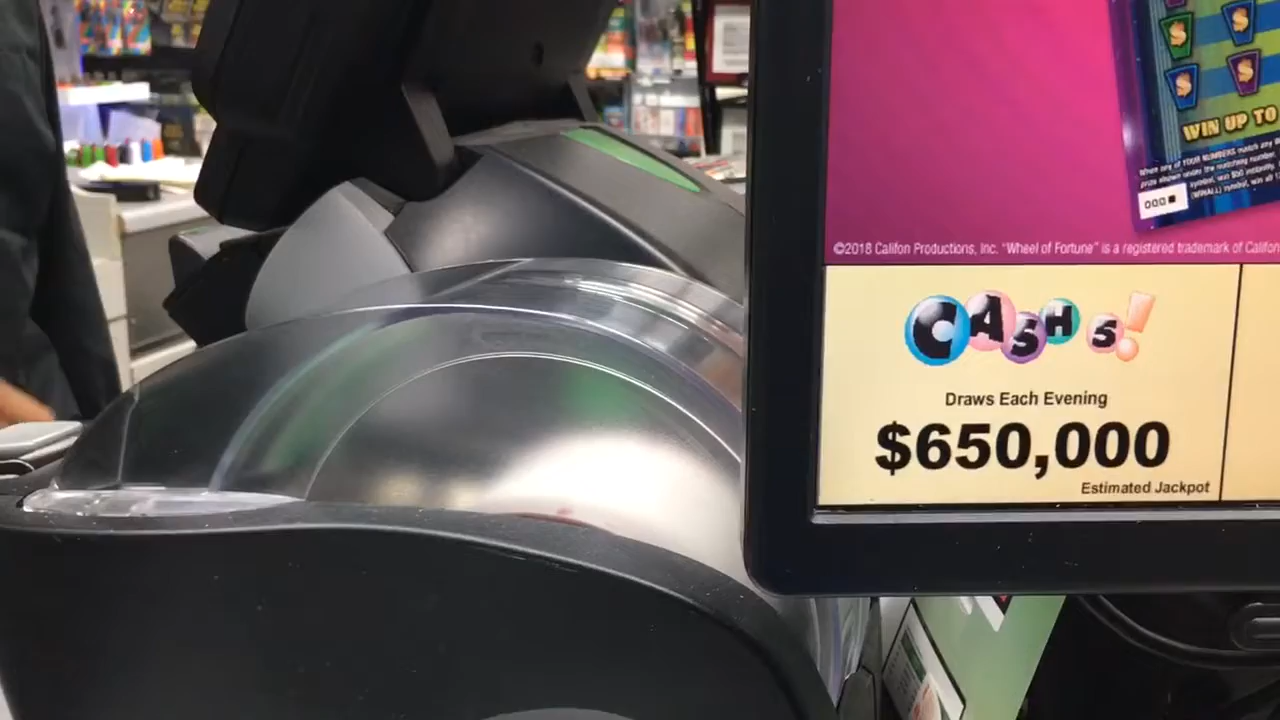 WIN UP TO
000
©2018 Califon Productions, Inc. "Wheel of Fortune" is a registered trademark of Califon
CASH 5!
Draws Each Evening
$650,000
Estimated Jackpot